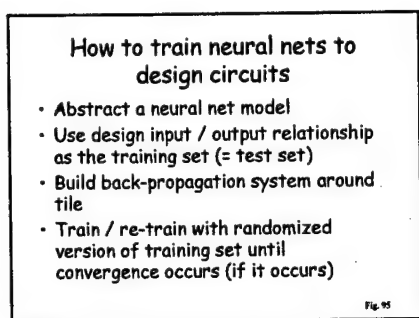 How to train neural nets to
design circuits
• Abstract a neural net model
• Use design input / output relationship
as the training set (= test set)
• Build back-propagation system around
tile
• Train / re-train with randomized
version of training set until
convergence occurs (if it occurs)
Fig. 95